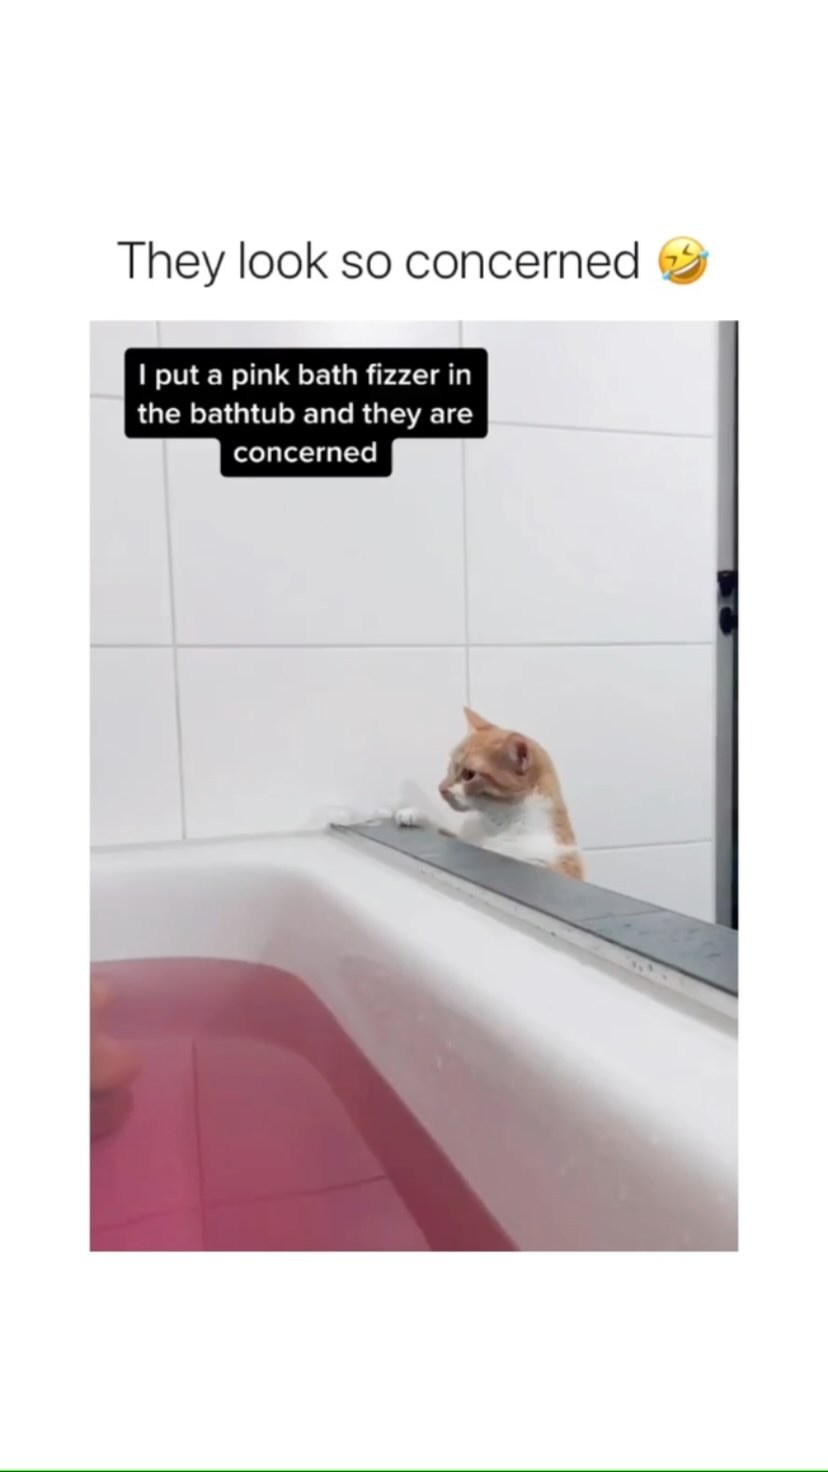 They look so concerned 🤣
I put a pink bath fizzer in
the bathtub and they are
concerned